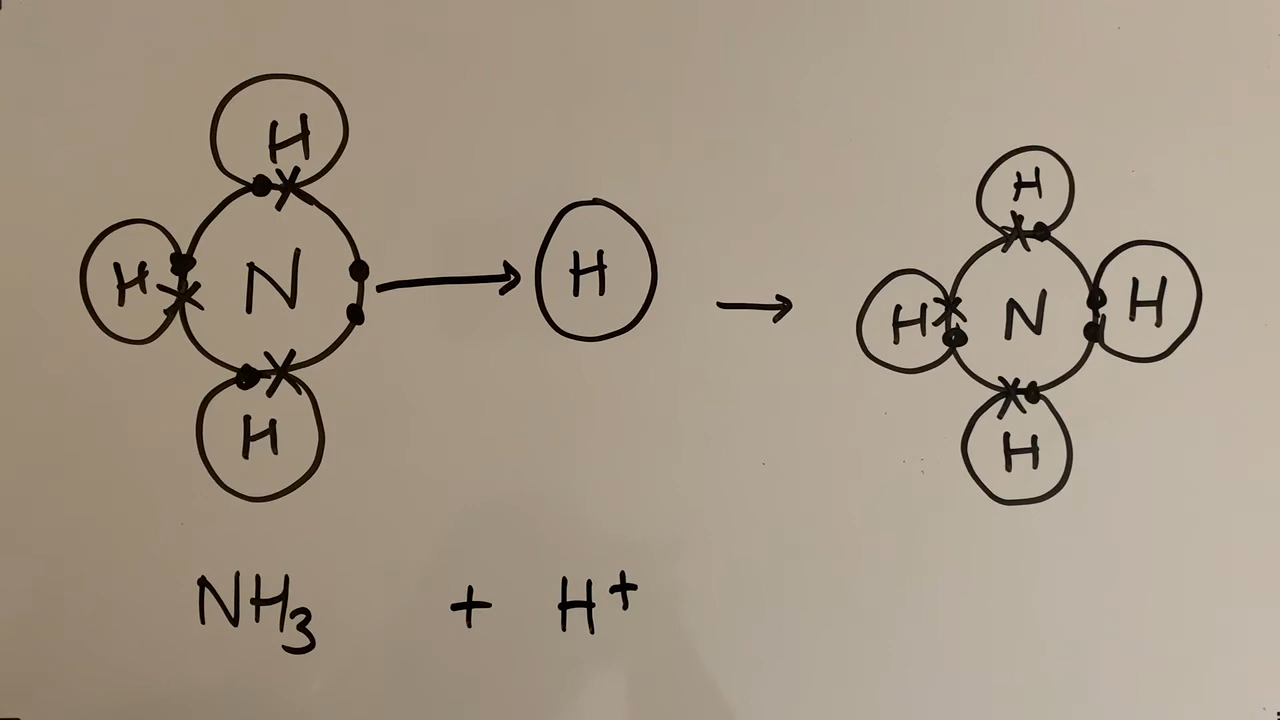 H H
H N → H → H N H
H H
NH₃ + H⁺